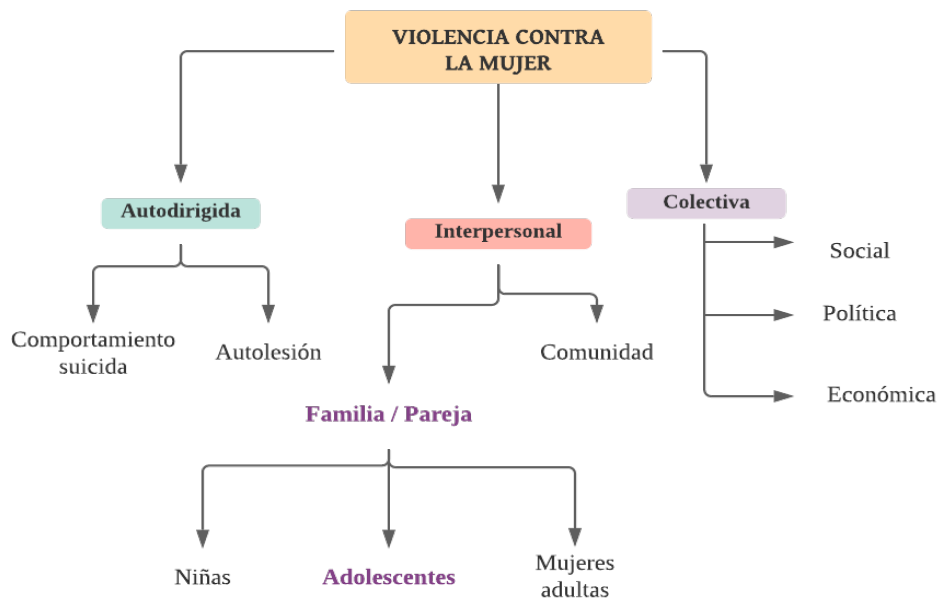 VIOLENCIA CONTRA
LA MUJER
Autodirigida
Interpersonal
Colectiva
Social
Política
Económica
Comportamiento
suicida
Autolesión
Comunidad
Familia / Pareja
Niñas
Adolescentes
Mujeres
adultas